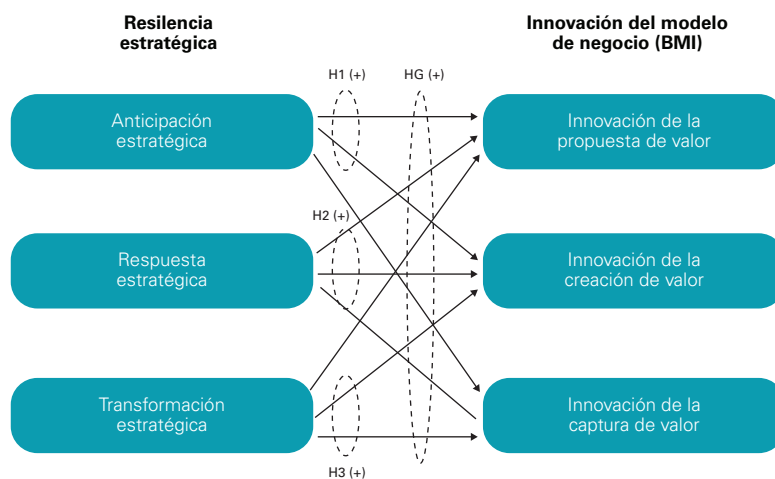 Resilencia
estratégica
Innovación del modelo
de negocio (BMI)
H1 (+)
HG (+)
Anticipación
estratégica
Innovación de la
propuesta de valor
H2 (+)
Respuesta
estratégica
Innovación de la
creación de valor
Transformación
estratégica
Innovación de la
captura de valor
H3 (+)